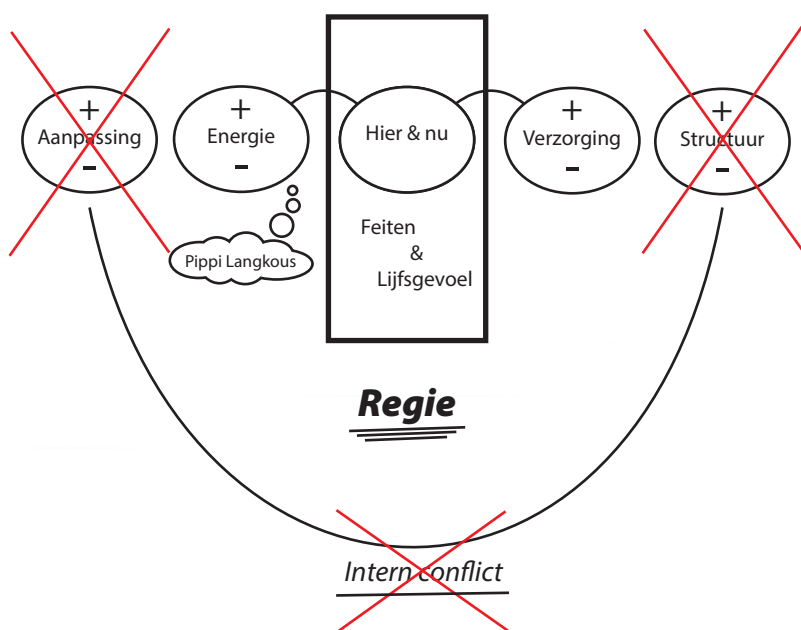 +
Aanpassing
-
+
Energie
-
Hier & nu
+
Verzorging
-
+
Structuur
-
Pippi Langkous
Feiten
&
Lijfsgevoel
Regie
Intern conflict